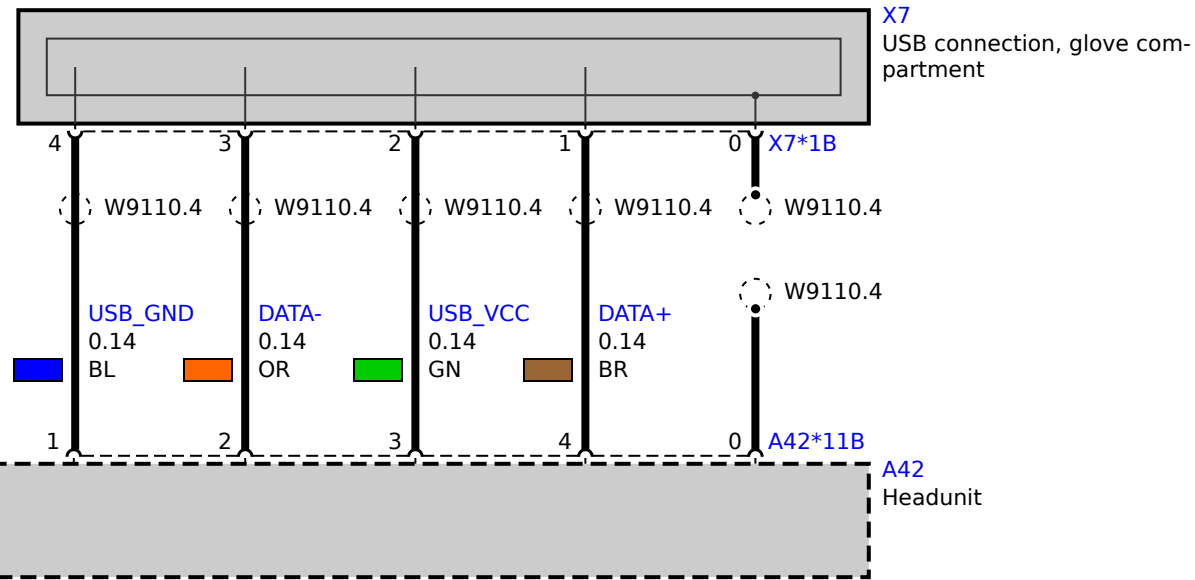 X7
USB connection, glove com-
partment
4 3 2 1 0 X7*1B
W9110.4 W9110.4 W9110.4 W9110.4 W9110.4
W9110.4
USB_GND DATA- USB_VCC DATA+
0.14 0.14 0.14 0.14
BL OR GN BR
1 2 3 4 0 A42*11B
A42
Headunit